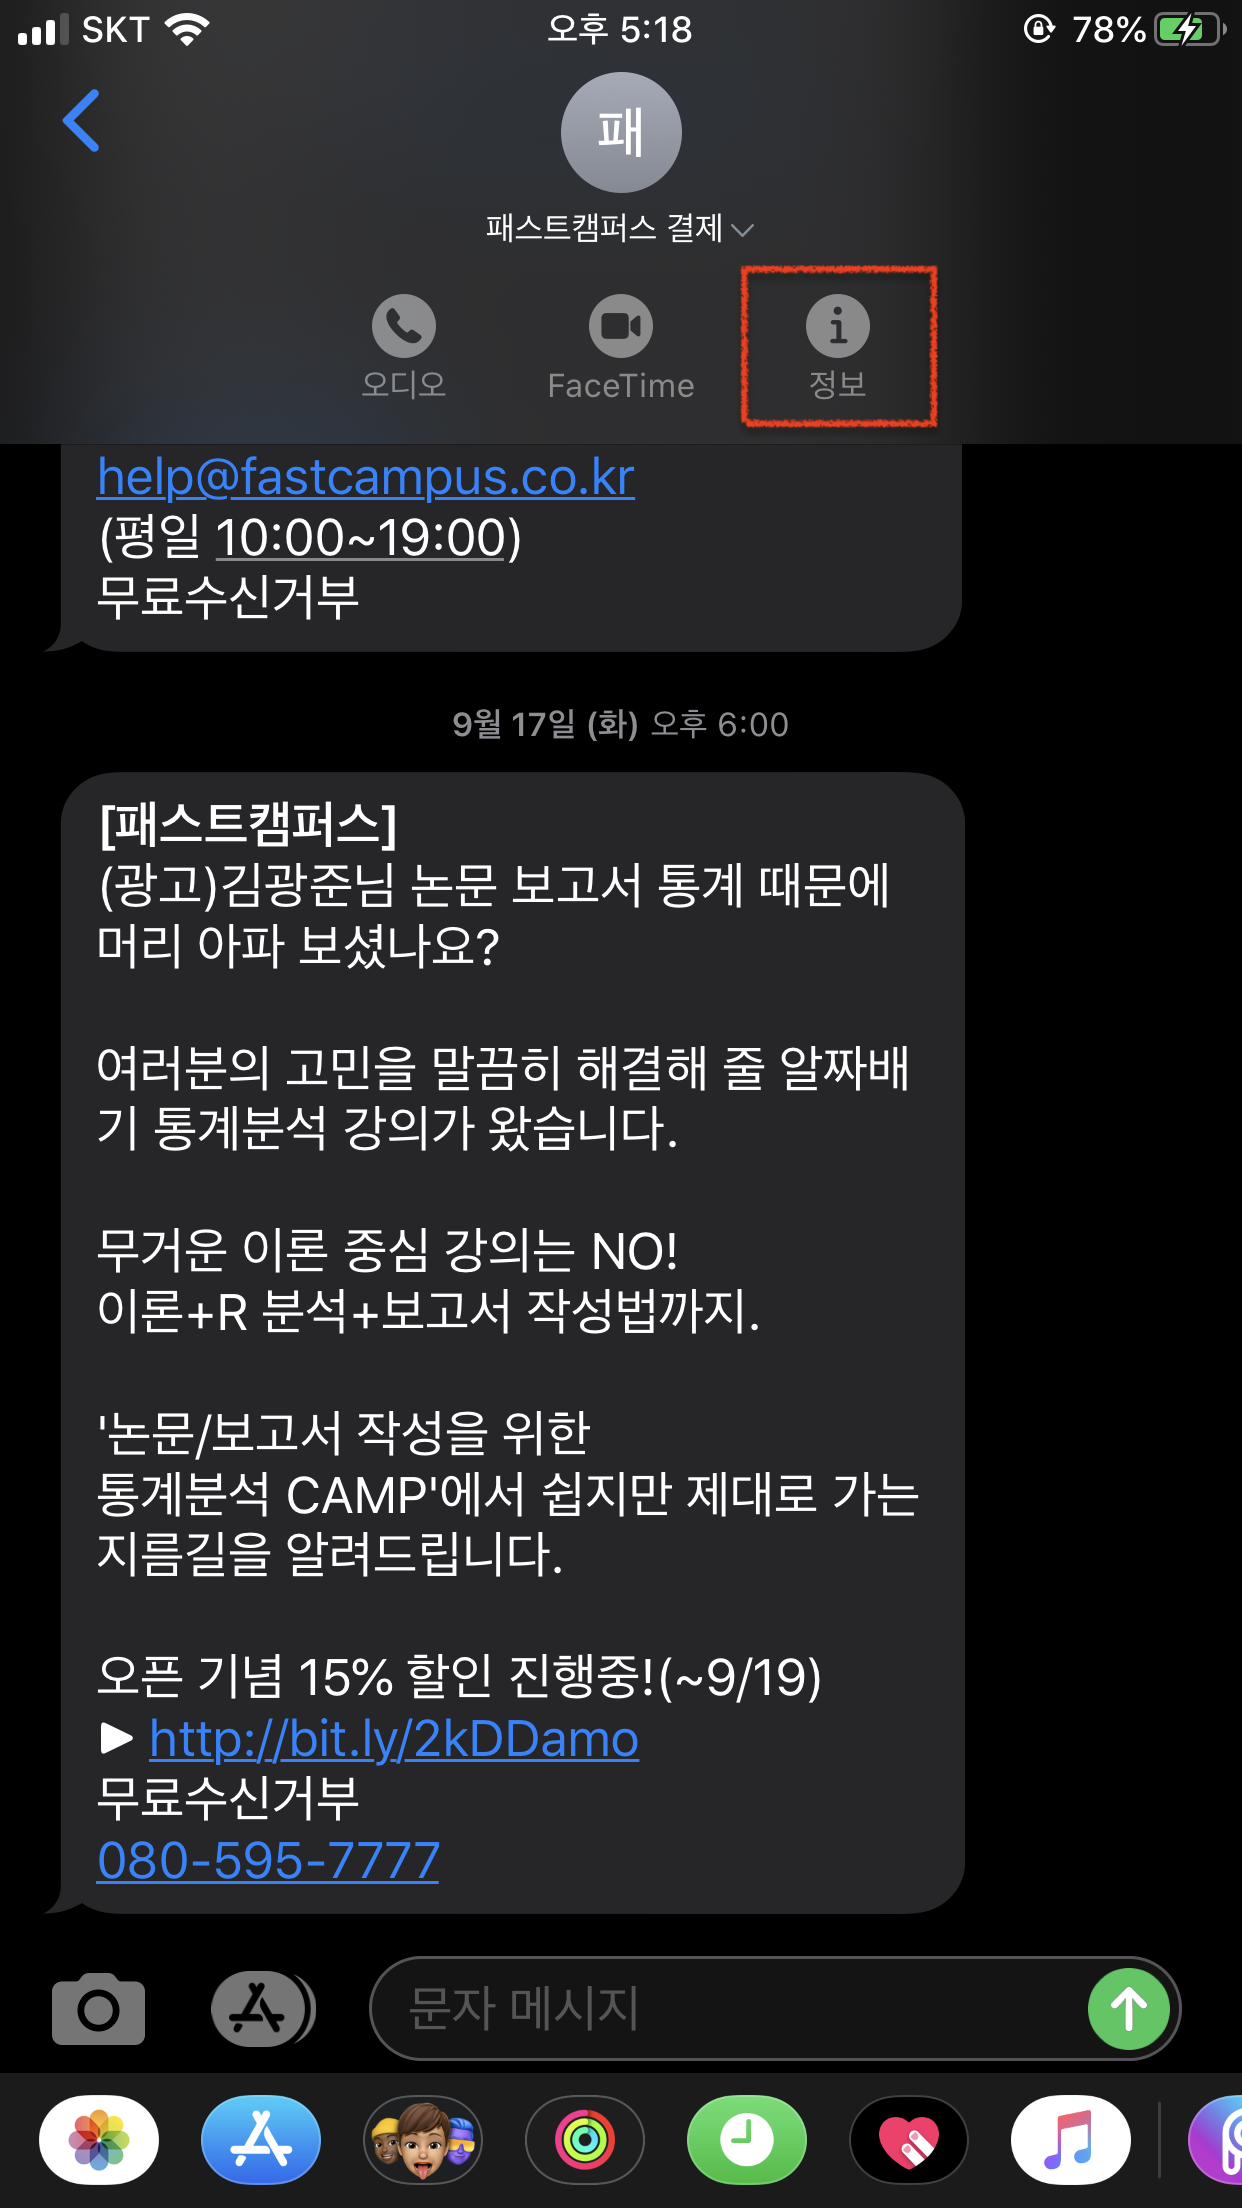 SKT 오후 5:18 78%
패
패스트캠퍼스 결제
오디오 FaceTime 정보
help@fastcampus.co.kr
(평일 10:00~19:00)
무료수신거부
9월 17일 (화) 오후 6:00
[패스트캠퍼스]
(광고)김광준님 논문 보고서 통계 때문에
머리 아파 보셨나요?
여러분의 고민을 말끔히 해결해 줄 알짜배
기 통계분석 강의가 왔습니다.
무거운 이론 중심 강의는 NO!
이론+R 분석+보고서 작성법까지.
'논문/보고서 작성을 위한
통계분석 CAMP'에서 쉽지만 제대로 가는
지름길을 알려드립니다.
오픈 기념 15% 할인 진행중!(~9/19)
▶ http://bit.ly/2kDDamo
무료수신거부
080-595-7777
문자 메시지